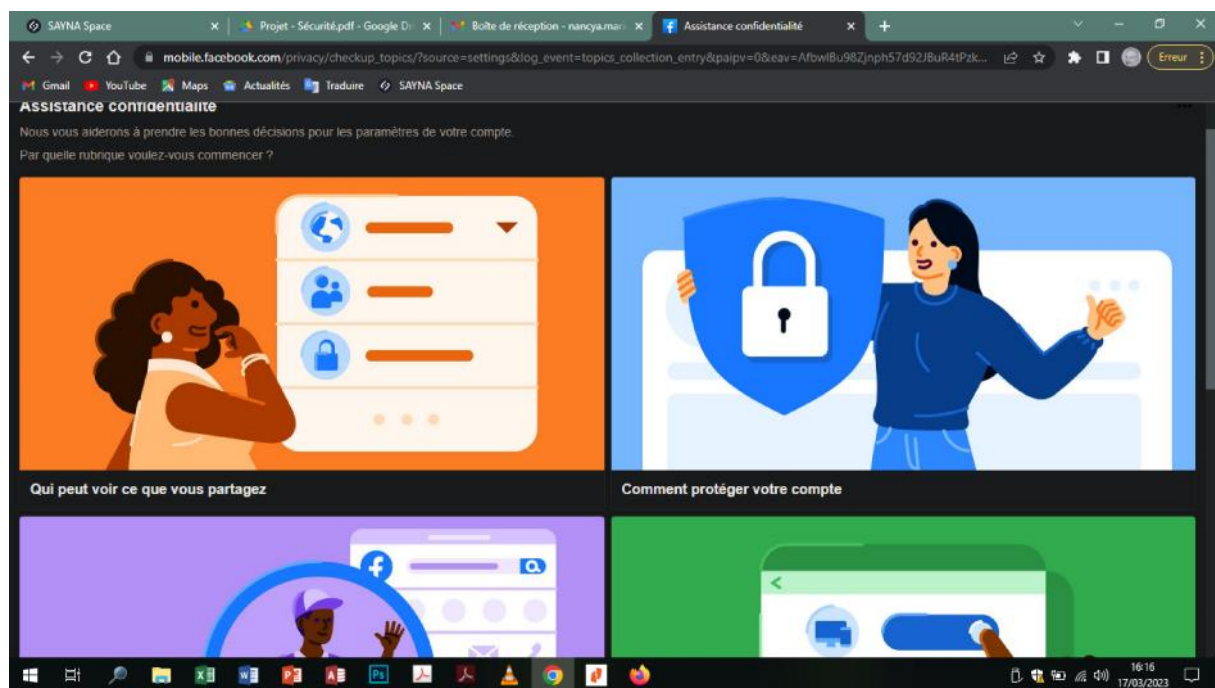 SAYNA Space
Projet - Sécurité.pdf - Google Dr
Boîte de réception - nancya.mari
Assistance confidentialité
mobile.facebook.com/privacy/checkup_topics/?source=settings&log_event=topics_collection_entry&paipv=0&eav=AfbwlBu98Zjnph57d92JBuR4tPzk...
Erreur
Gmail
YouTube
Maps
Actualités
Traduire
SAYNA Space
Assistance confidentialité
Nous vous aiderons à prendre les bonnes décisions pour les paramètres de votre compte.
Par quelle rubrique voulez-vous commencer ?
Qui peut voir ce que vous partagez
Comment protéger votre compte
16:16
17/03/2023